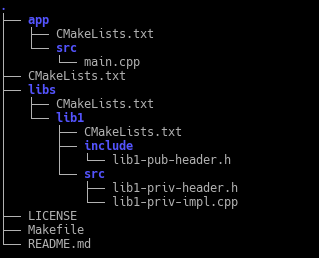 .
├── app
│   ├── CMakeLists.txt
│   └── src
│       └── main.cpp
├── CMakeLists.txt
├── libs
│   ├── CMakeLists.txt
│   └── lib1
│       ├── CMakeLists.txt
│       ├── include
│       │   └── lib1-pub-header.h
│       └── src
│           ├── lib1-priv-header.h
│           └── lib1-priv-impl.cpp
├── LICENSE
├── Makefile
└── README.md